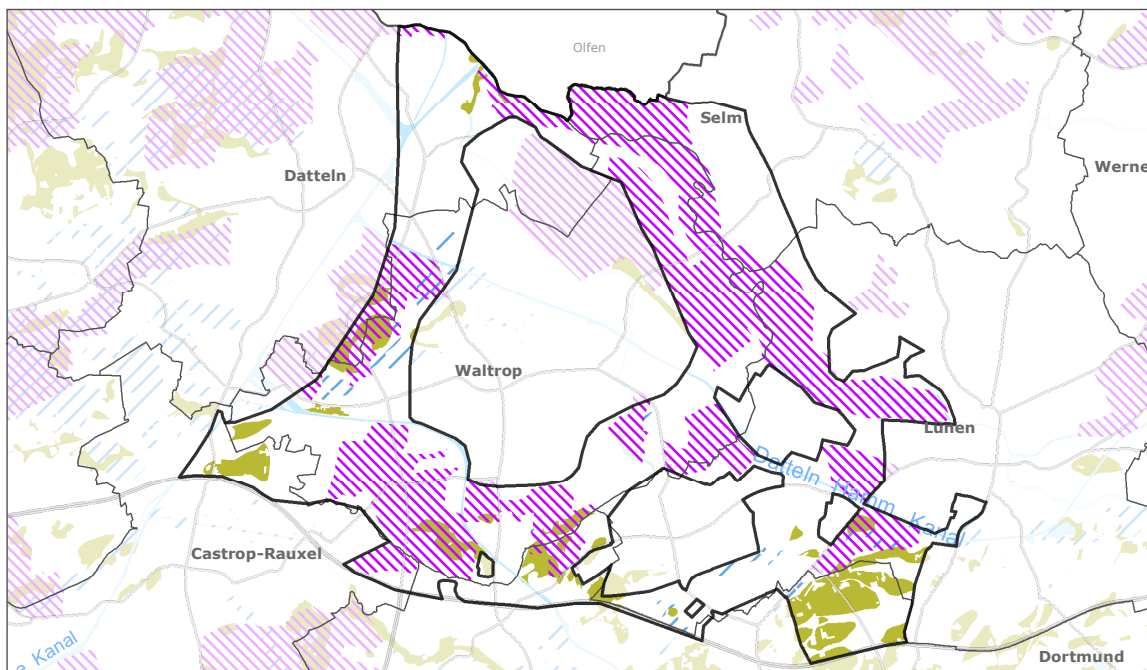 Olfen
Selm
Werne
Datteln
Waltrop
Lünen
Datteln Hamm Kanal
Castrop-Rauxel
e Kanal
Dortmund